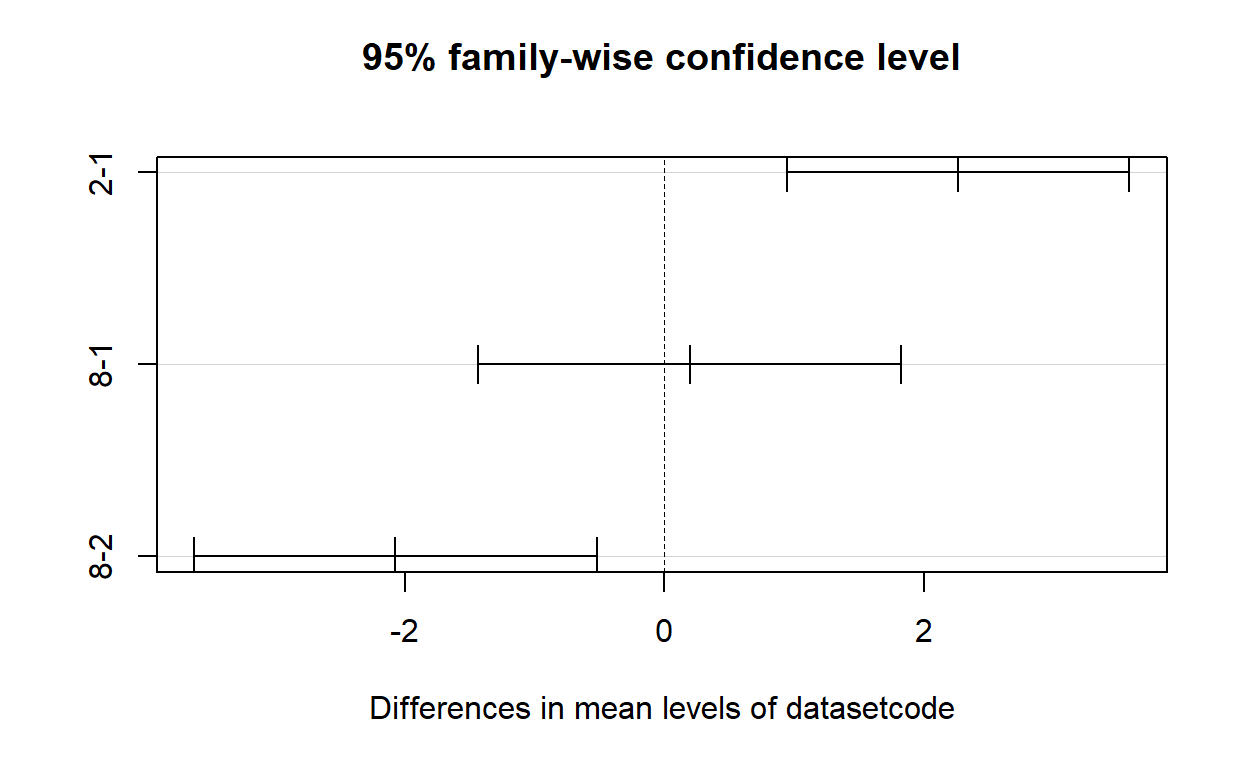 95% family-wise confidence level
2-1
8-1
8-2
-2 0 2
Differences in mean levels of datasetcode